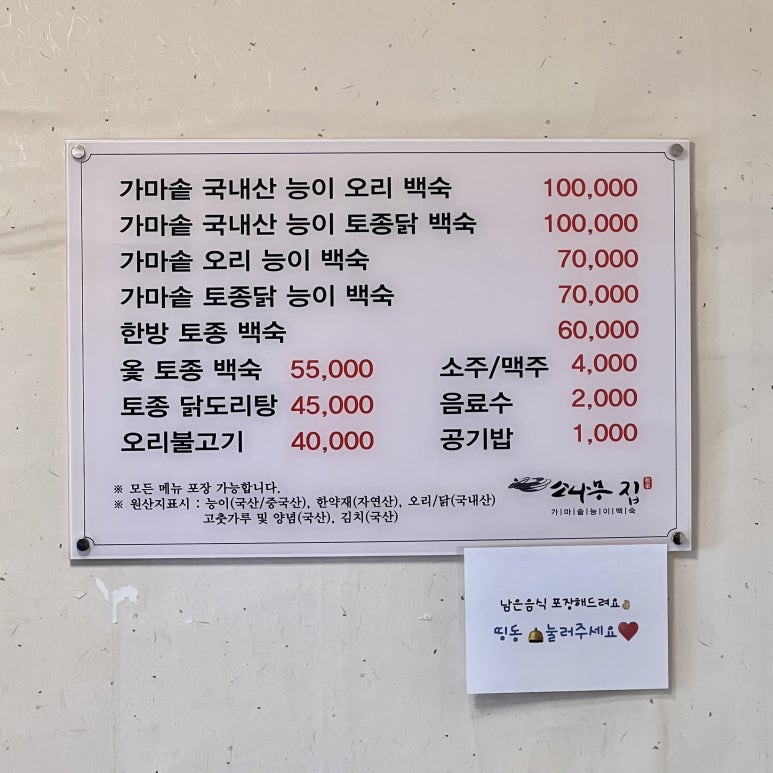 가마솥 국내산 능이 오리 백숙 100,000
가마솥 국내산 능이 토종닭 백숙 100,000
가마솥 오리 능이 백숙 70,000
가마솥 토종닭 능이 백숙 70,000
한방 토종 백숙 60,000
옻 토종 백숙 55,000 소주/맥주 4,000
토종 닭도리탕 45,000 음료수 2,000
오리불고기 40,000 공기밥 1,000
※ 모든 메뉴 포장 가능합니다.
※ 원산지표시 : 능이(국산/중국산), 한약재(자연산), 오리/닭(국내산)
고춧가루 및 양념(국산), 김치(국산)
소나무 집
가|마|솥|능|이|백|숙
남은음식 포장해드려요
띵동 눌러주세요